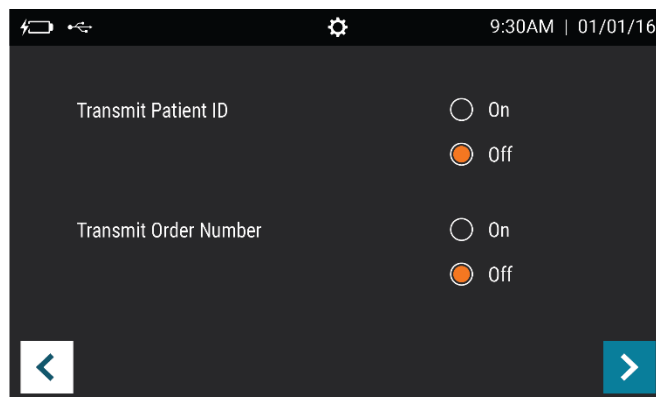 9:30AM | 01/01/16
Transmit Patient ID
On
Off
Transmit Order Number
On
Off